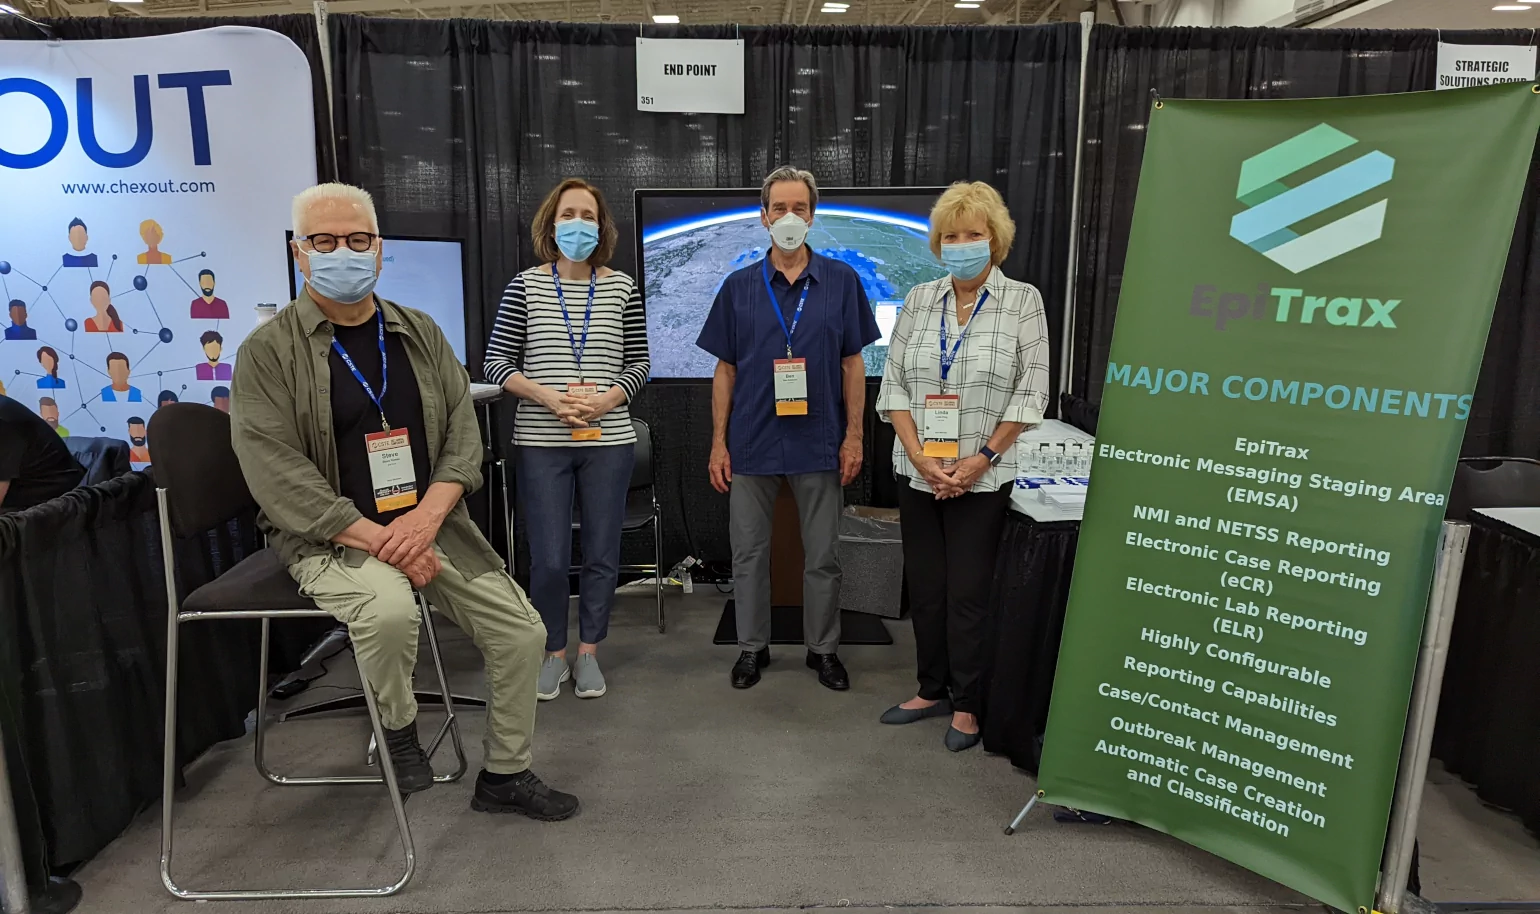 OUT
www.chexout.com
END POINT
351
STRATEGIC
SOLUTIONS GROUP
EpiTrax
MAJOR COMPONENTS
EpiTrax
Electronic Messaging Staging Area
(EMSA)
NMI and NETSS Reporting
Electronic Case Reporting
(eCR)
Electronic Lab Reporting
(ELR)
Highly Configurable
Reporting Capabilities
Case/Contact Management
Outbreak Management
Automatic Case Creation
and Classification
CSTE
Steve
Ben
Linda